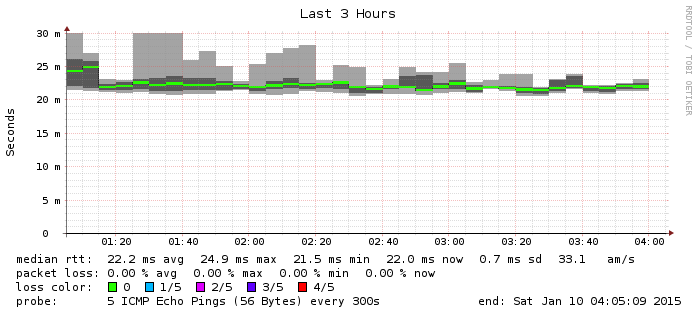 Last 3 Hours
RRDTOOL / TOBI OETIKER
Seconds
30 m
25 m
20 m
15 m
10 m
5 m
0
01:20 01:40 02:00 02:20 02:40 03:00 03:20 03:40 04:00
median rtt: 22.2 ms avg 24.9 ms max 21.5 ms min 22.0 ms now 0.7 ms sd 33.1 am/s
packet loss: 0.00 % avg 0.00 % max 0.00 % min 0.00 % now
loss color: 0 1/5 2/5 3/5 4/5
probe: 5 ICMP Echo Pings (56 Bytes) every 300s end: Sat Jan 10 04:05:09 2015